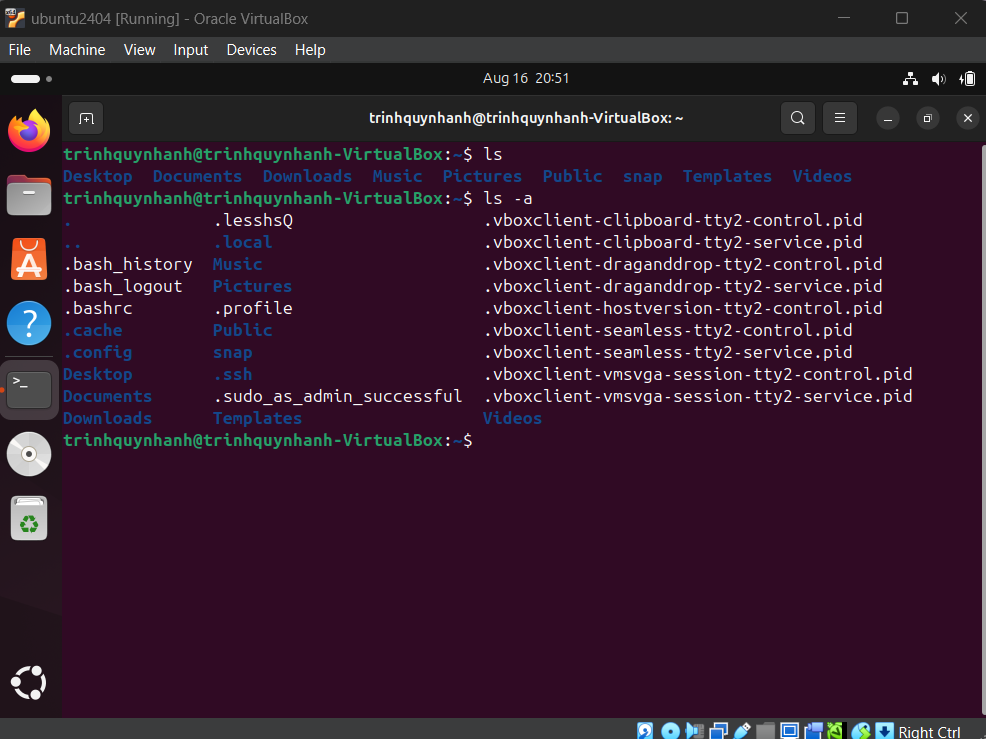 ubuntu2404 [Running] - Oracle VirtualBox
File Machine View Input Devices Help
Aug 16 20:51
trinhquynhanh@trinhquynhanh-VirtualBox: ~
trinhquynhanh@trinhquynhanh-VirtualBox:~$ ls
Desktop Documents Downloads Music Pictures Public snap Templates Videos
trinhquynhanh@trinhquynhanh-VirtualBox:~$ ls -a
. .lesshsQ .vboxclient-clipboard-tty2-control.pid
.. .local .vboxclient-clipboard-tty2-service.pid
.bash_history Music .vboxclient-draganddrop-tty2-control.pid
.bash_logout Pictures .vboxclient-draganddrop-tty2-service.pid
.bashrc .profile .vboxclient-hostversion-tty2-control.pid
.cache Public .vboxclient-seamless-tty2-control.pid
.config snap .vboxclient-seamless-tty2-service.pid
Desktop .ssh .vboxclient-vmsvga-session-tty2-control.pid
Documents .sudo_as_admin_successful .vboxclient-vmsvga-session-tty2-service.pid
Downloads Templates Videos
trinhquynhanh@trinhquynhanh-VirtualBox:~$
Right Ctrl